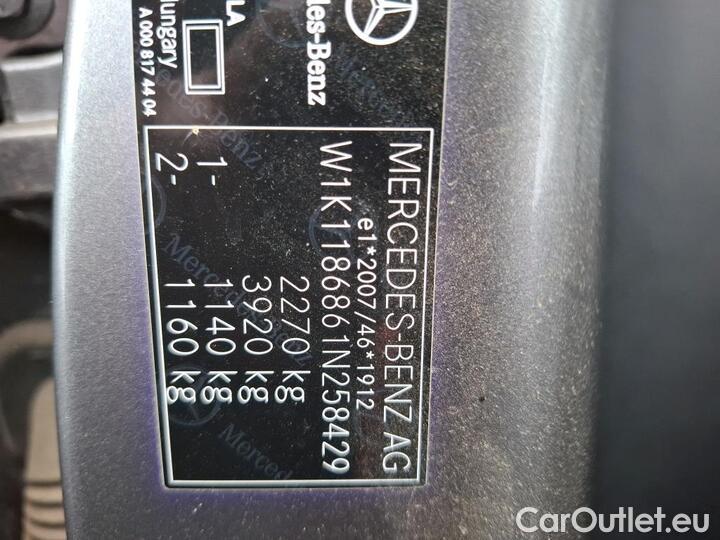 LA
Hungary
A 000 817 44 04
Mercedes-Benz
MERCEDES-BENZ AG
e1*2007/46*1912
W1K1186861N258429
2270 kg
3920 kg
1- 1140 kg
2- 1160 kg
CarOutlet.eu